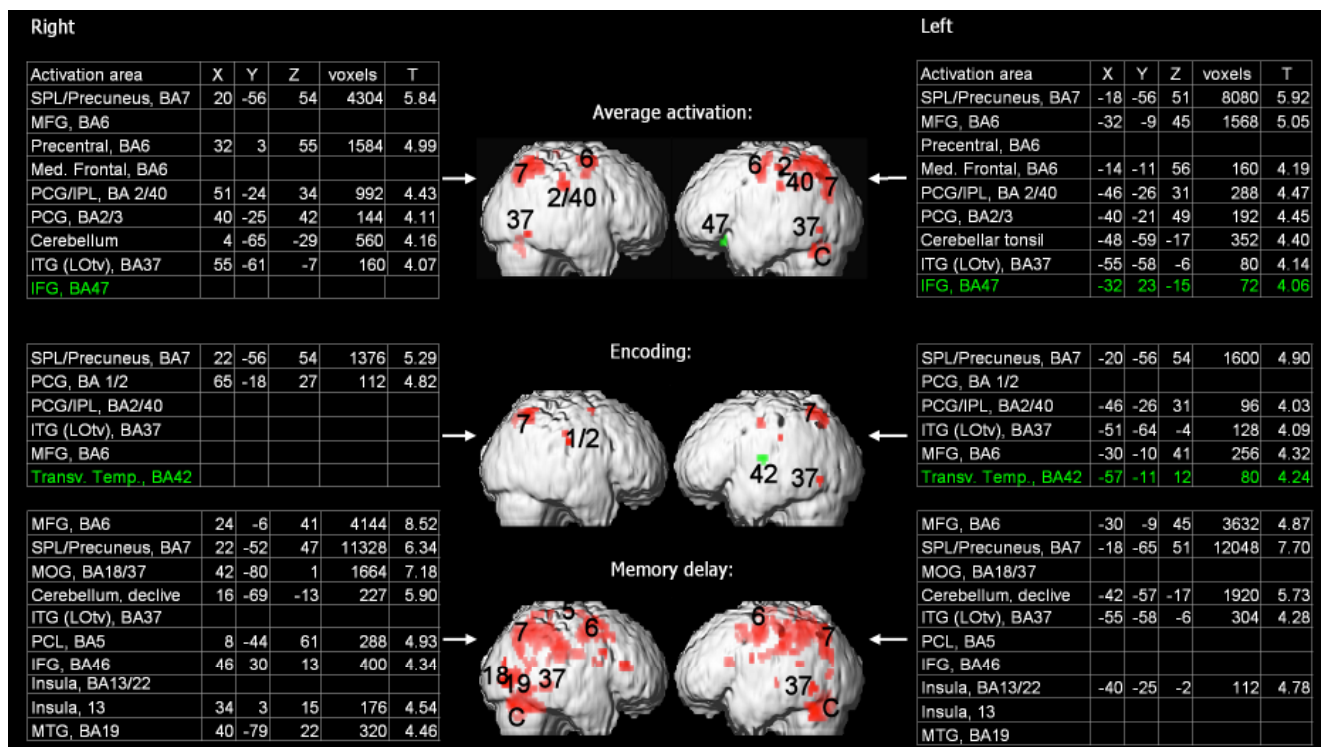 Right
Left
Activation area X Y Z voxels T
SPL/Precuneus, BA7 20 -56 54 4304 5.84
MFG, BA6
Precentral, BA6 32 3 55 1584 4.99
Med. Frontal, BA6
PCG/IPL, BA 2/40 51 -24 34 992 4.43
PCG, BA2/3 40 -25 42 144 4.11
Cerebellum 4 -65 -29 560 4.16
ITG (LOtv), BA37 55 -61 -7 160 4.07
IFG, BA47
Average activation:
7 6 2/40 37
6 2 40 7 47 37 C
Activation area X Y Z voxels T
SPL/Precuneus, BA7 -18 -56 51 8080 5.92
MFG, BA6 -32 -9 45 1568 5.05
Precentral, BA6
Med. Frontal, BA6 -14 -11 56 160 4.19
PCG/IPL, BA 2/40 -46 -26 31 288 4.47
PCG, BA2/3 -40 -21 49 192 4.45
Cerebellar tonsil -48 -59 -17 352 4.40
ITG (LOtv), BA37 -55 -58 -6 80 4.14
IFG, BA47 -32 23 -15 72 4.06
SPL/Precuneus, BA7 22 -56 54 1376 5.29
PCG, BA 1/2 65 -18 27 112 4.82
PCG/IPL, BA2/40
ITG (LOtv), BA37
MFG, BA6
Transv. Temp., BA42
Encoding:
7 1/2
7 42 37
SPL/Precuneus, BA7 -20 -56 54 1600 4.90
PCG, BA 1/2
PCG/IPL, BA2/40 -46 -26 31 96 4.03
ITG (LOtv), BA37 -51 -64 -4 128 4.09
MFG, BA6 -30 -10 41 256 4.32
Transv. Temp., BA42 -57 -11 12 80 4.24
MFG, BA6 24 -6 41 4144 8.52
SPL/Precuneus, BA7 22 -52 47 11328 6.34
MOG, BA18/37 42 -80 1 1664 7.18
Cerebellum, declive 16 -69 -13 227 5.90
ITG (LOtv), BA37
PCL, BA5 8 -44 61 288 4.93
IFG, BA46 46 30 13 400 4.34
Insula, BA13/22
Insula, 13 34 3 15 176 4.54
MTG, BA19 40 -79 22 320 4.46
Memory delay:
5 7 6 18 19 37 C
6 7 37 C
MFG, BA6 -30 -9 45 3632 4.87
SPL/Precuneus, BA7 -18 -65 51 12048 7.70
MOG, BA18/37
Cerebellum, declive -42 -57 -17 1920 5.73
ITG (LOtv), BA37 -55 -58 -6 304 4.28
PCL, BA5
IFG, BA46
Insula, BA13/22 -40 -25 -2 112 4.78
Insula, 13
MTG, BA19